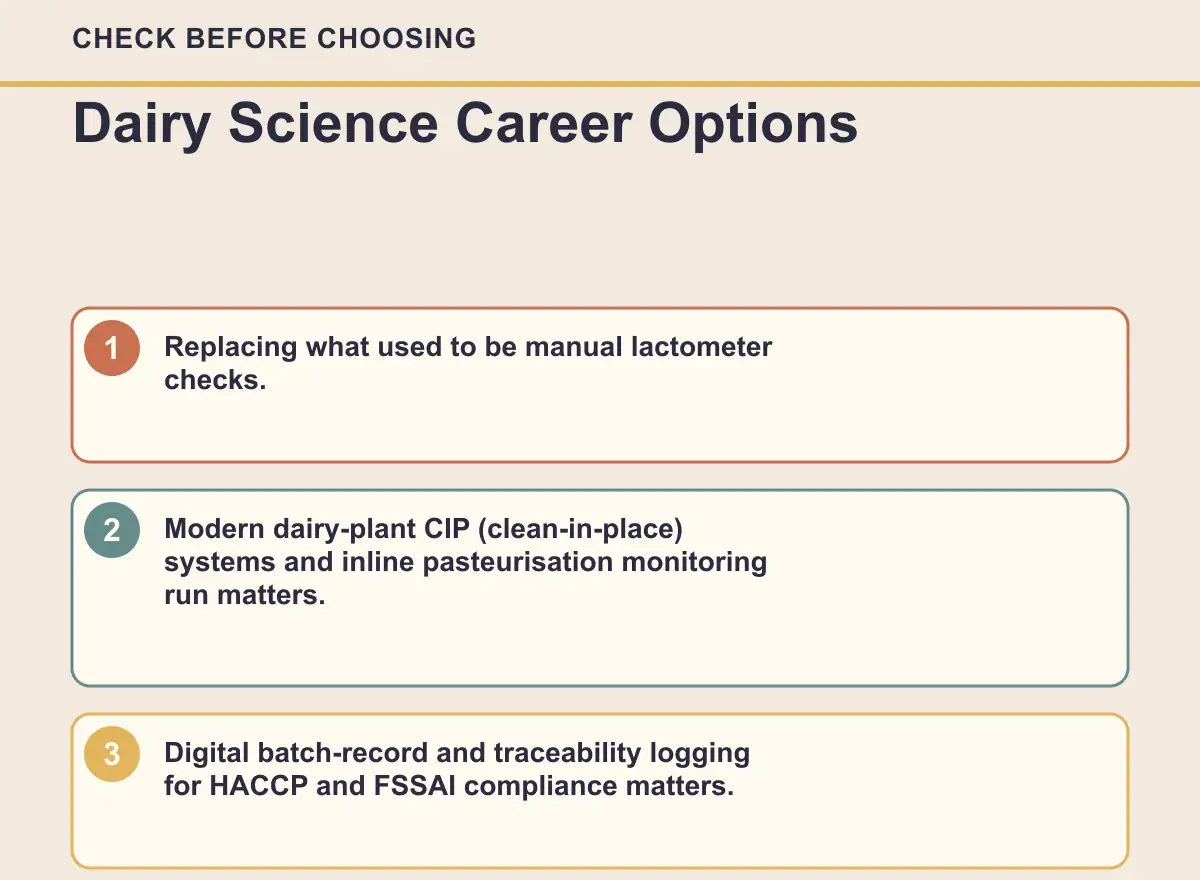 CHECK BEFORE CHOOSING
Dairy Science Career Options
1
Replacing what used to be manual lactometer
checks.
2
Modern dairy-plant CIP (clean-in-place)
systems and inline pasteurisation monitoring
run matters.
3
Digital batch-record and traceability logging
for HACCP and FSSAI compliance matters.